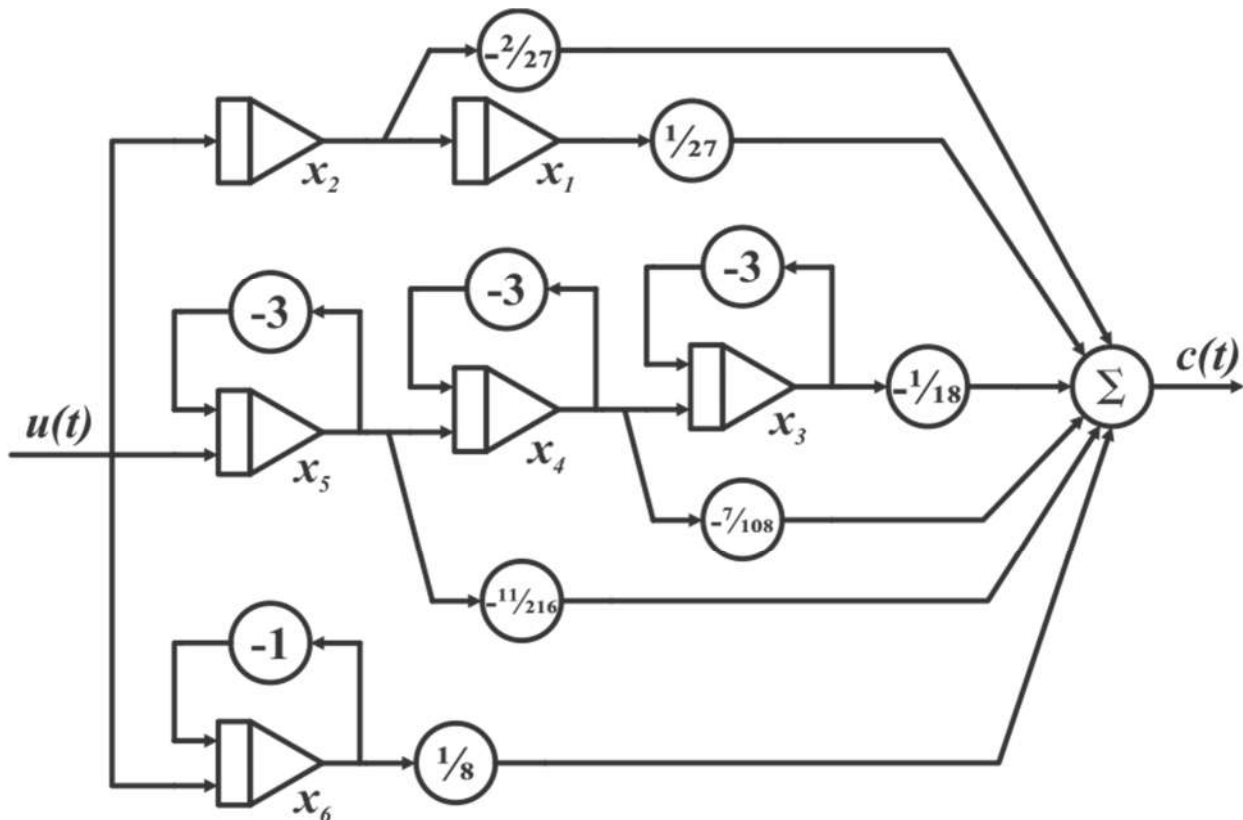 -2/27
x2
x1
1/27
-3
-3
-3
u(t)
x5
x4
x3
-1/18
Σ
c(t)
-7/108
-11/216
-1
x6
1/8